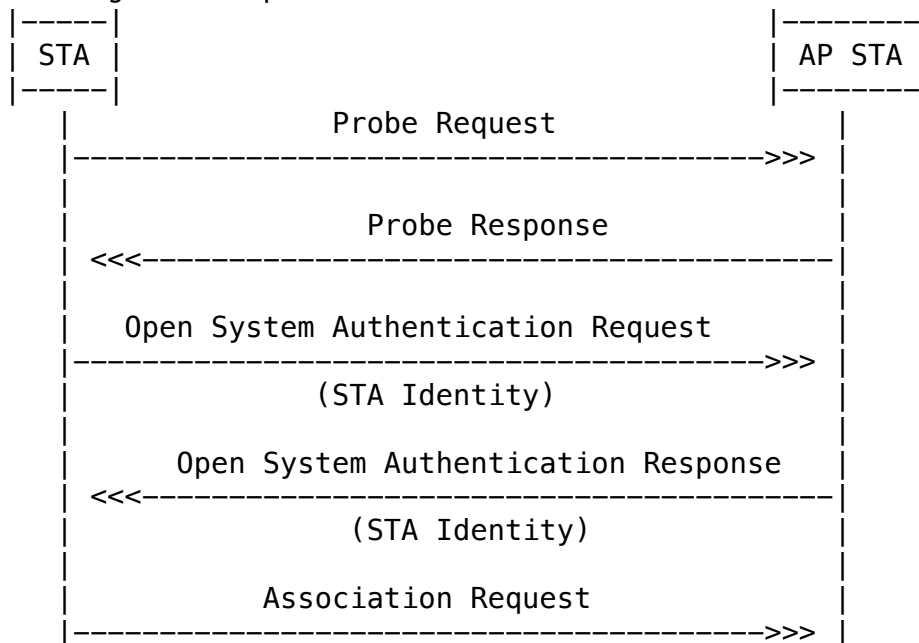 STA
AP STA
Probe Request
Probe Response
Open System Authentication Request
(STA Identity)
Open System Authentication Response
(STA Identity)
Association Request